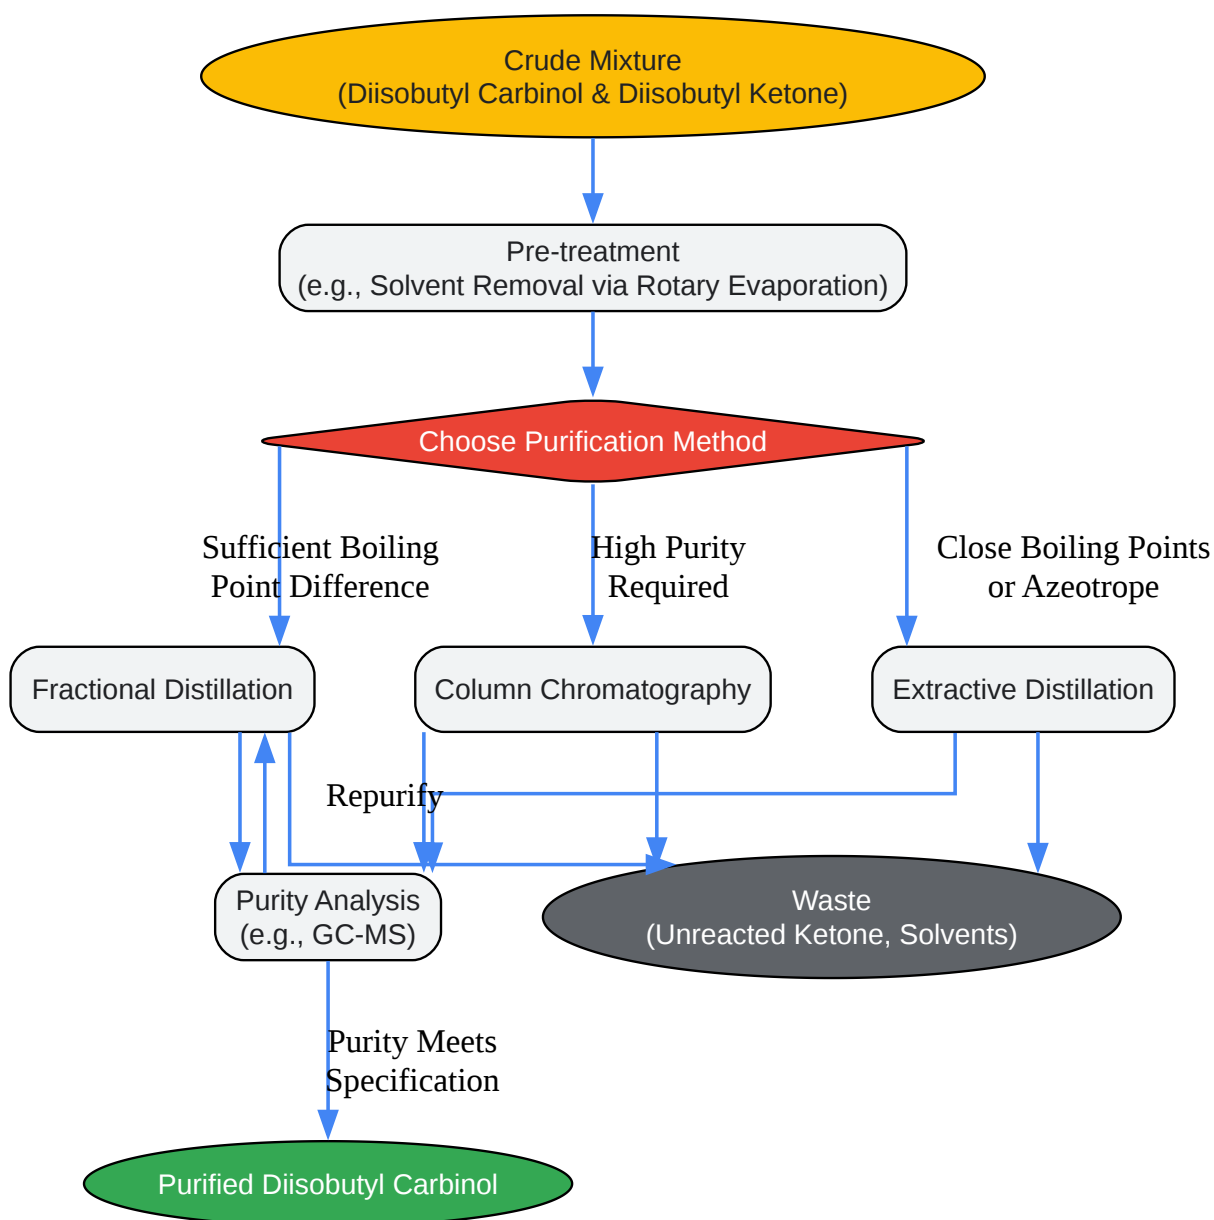 Crude Mixture
(Diisobutyl Carbinol & Diisobutyl Ketone)
Pre-treatment
(e.g., Solvent Removal via Rotary Evaporation)
Choose Purification Method
Sufficient Boiling
Point Difference
High Purity
Required
Close Boiling Points
or Azeotrope
Fractional Distillation
Column Chromatography
Extractive Distillation
Repurify
Purity Analysis
(e.g., GC-MS)
Waste
(Unreacted Ketone, Solvents)
Purity Meets
Specification
Purified Diisobutyl Carbinol